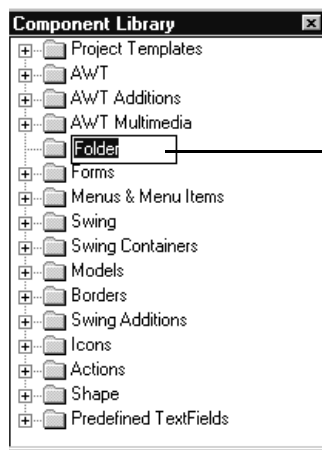 Component Library
Project Templates
AWT
AWT Additions
AWT Multimedia
Folder
Forms
Menus & Menu Items
Swing
Swing Containers
Models
Borders
Swing Additions
Icons
Actions
Shape
Predefined TextFields